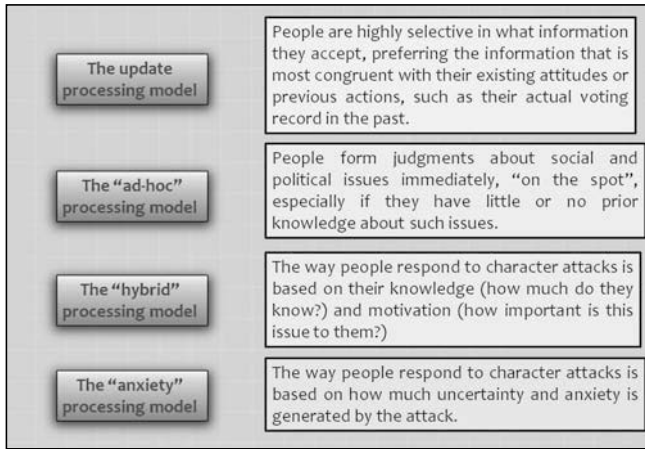 The update
processing model
People are highly selective in what information
they accept, preferring the information that is
most congruent with their existing attitudes or
previous actions, such as their actual voting
record in the past.
The “ad-hoc”
processing model
People form judgments about social and
political issues immediately, “on the spot”,
especially if they have little or no prior
knowledge about such issues.
The “hybrid”
processing model
The way people respond to character attacks is
based on their knowledge (how much do they
know?) and motivation (how important is this
issue to them?)
The “anxiety”
processing model
The way people respond to character attacks is
based on how much uncertainty and anxiety is
generated by the attack.